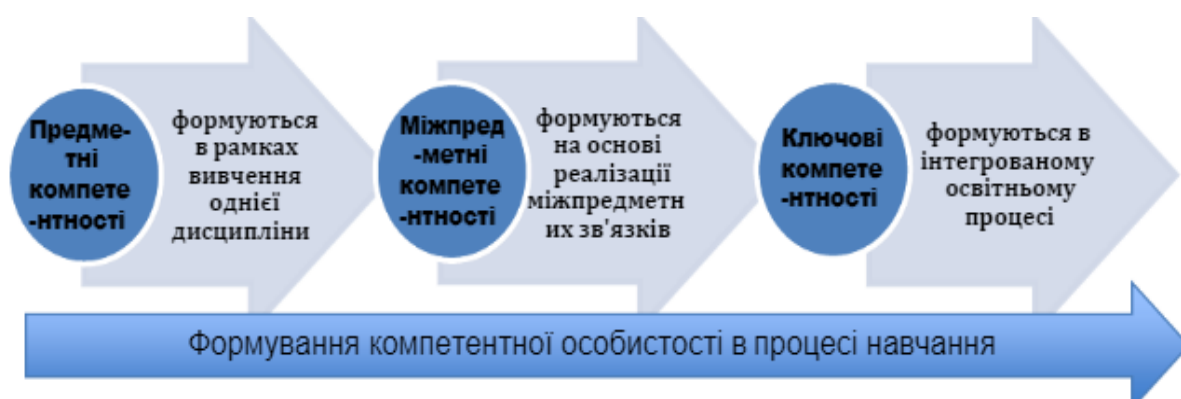 Предме-
тні
компете
-нтності
формуються
в рамках
вивчення
однієї
дисципліни
Міжпред
-метні
компете
-нтності
формуються
на основі
реалізації
міжпредметн
их зв'язків
Ключові
компете
-нтності
формуються в
інтегрованому
освітньому
процесі
Формування компетентної особистості в процесі навчання